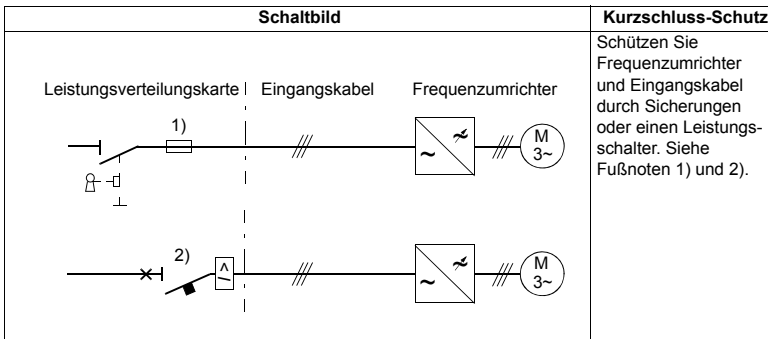 Schaltbild
Kurzschluss-Schutz
Leistungsverteilungskarte
Eingangskabel
Frequenzumrichter
1)
~
M
3~
2)
I >
~
M
3~
Schützen Sie
Frequenzumrichter
und Eingangskabel
durch Sicherungen
oder einen Leistungs-
schalter. Siehe
Fußnoten 1) und 2).